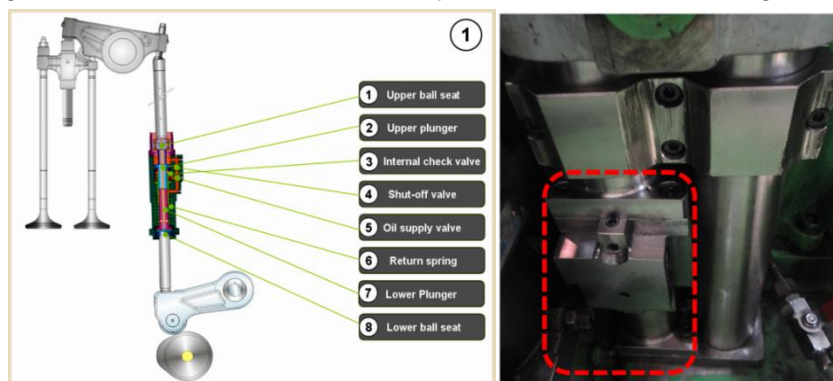 1
1 Upper ball seat
2 Upper plunger
3 Internal check valve
4 Shut-off valve
5 Oil supply valve
6 Return spring
7 Lower Plunger
8 Lower ball seat